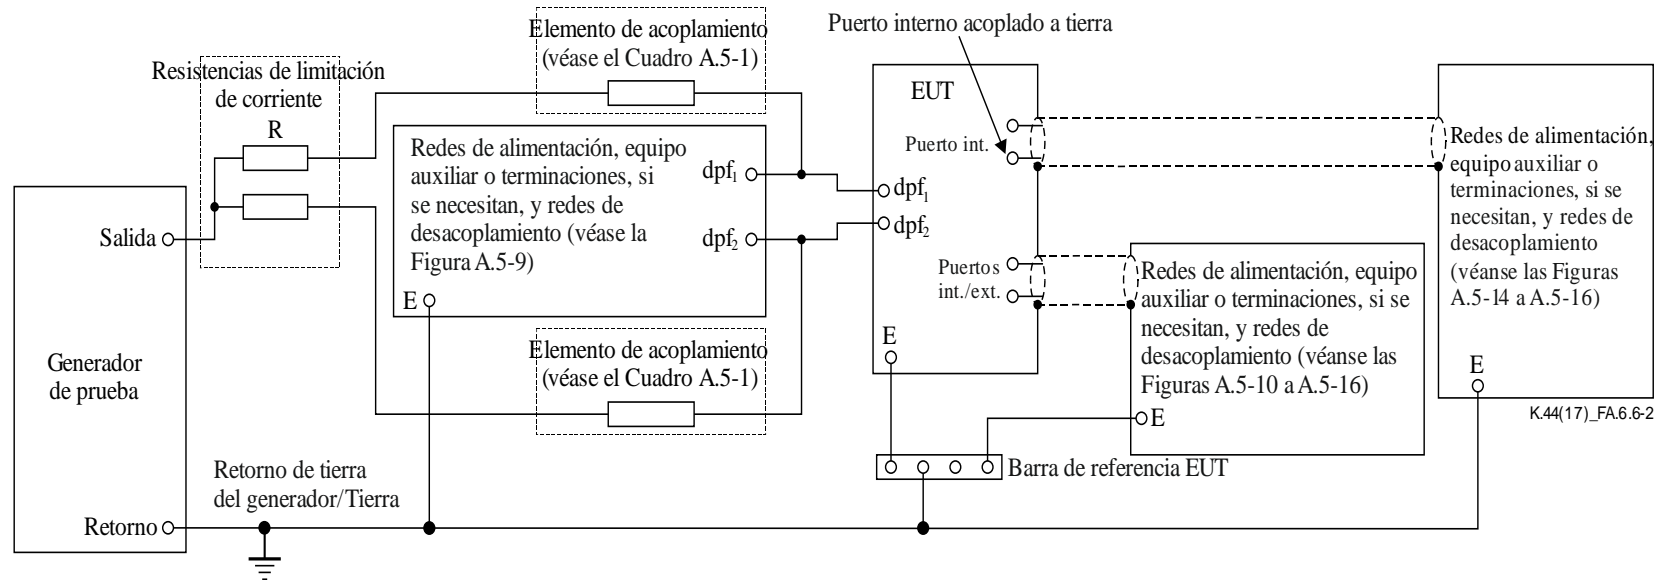 Elemento de acoplamiento
(véase el Cuadro A.5-1)
Puerto interno acoplado a tierra
Resistencias de limitación
de corriente
R
EUT
Redes de alimentación, equipo
auxiliar o terminaciones, si
se necesitan, y redes de
desacoplamiento (véase la
Figura A.5-9)
dpf1
dpf2
E
dpf1
dpf2
Puerto int.
Puertos
int./ext.
E
Redes de alimentación,
equipo auxiliar o
terminaciones, si se
necesitan, y redes de
desacoplamiento
(véanse las Figuras
A.5-14 a A.5-16)
E
Salida
Generador
de prueba
Retorno
Elemento de acoplamiento
(véase el Cuadro A.5-1)
Redes de alimentación, equipo
auxiliar o terminaciones, si se
necesitan, y redes de
desacoplamiento (véanse las
Figuras A.5-10 a A.5-16)
E
K.44(17)_FA.6.6-2
Retorno de tierra
del generador/Tierra
Barra de referencia EUT